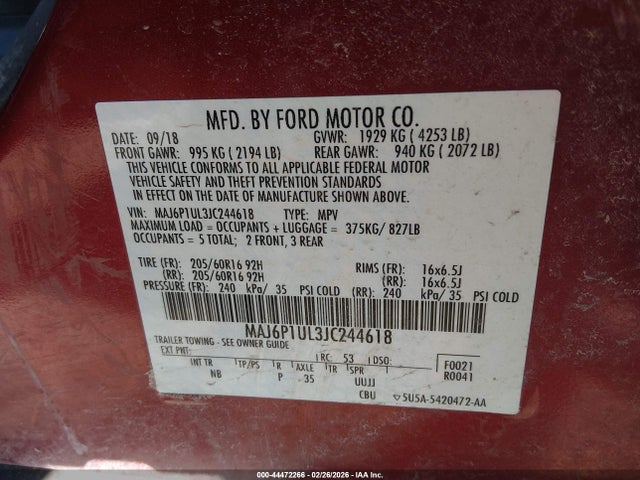 MFD. BY FORD MOTOR CO.
DATE: 09/18 GVWR: 1929 KG ( 4253 LB)
FRONT GAWR: 995 KG ( 2194 LB) REAR GAWR: 940 KG ( 2072 LB)
THIS VEHICLE CONFORMS TO ALL APPLICABLE FEDERAL MOTOR
VEHICLE SAFETY AND THEFT PREVENTION STANDARDS
IN EFFECT ON THE DATE OF MANUFACTURE SHOWN ABOVE.
VIN: MAJ6P1UL3JC244618 TYPE: MPV
MAXIMUM LOAD = OCCUPANTS + LUGGAGE = 375KG/ 827LB
OCCUPANTS = 5 TOTAL; 2 FRONT, 3 REAR
TIRE (FR): 205/60R16 92H RIMS (FR): 16x6.5J
(RR): 205/60R16 92H (RR): 16x6.5J
PRESSURE (FR): 240 kPa/ 35 PSI COLD (RR): 240 kPa/ 35 PSI COLD
MAJ6P1UL3JC244618
TRAILER TOWING - SEE OWNER GUIDE
EXT PNT: RC: 53 DSO: F0021
INT TR TP/PS R AXLE TR SPR R0041
NB P 35 UUJJ
CBU 5U5A-5420472-AA
000-44472266 - 02/26/2026 - IAA Corp.